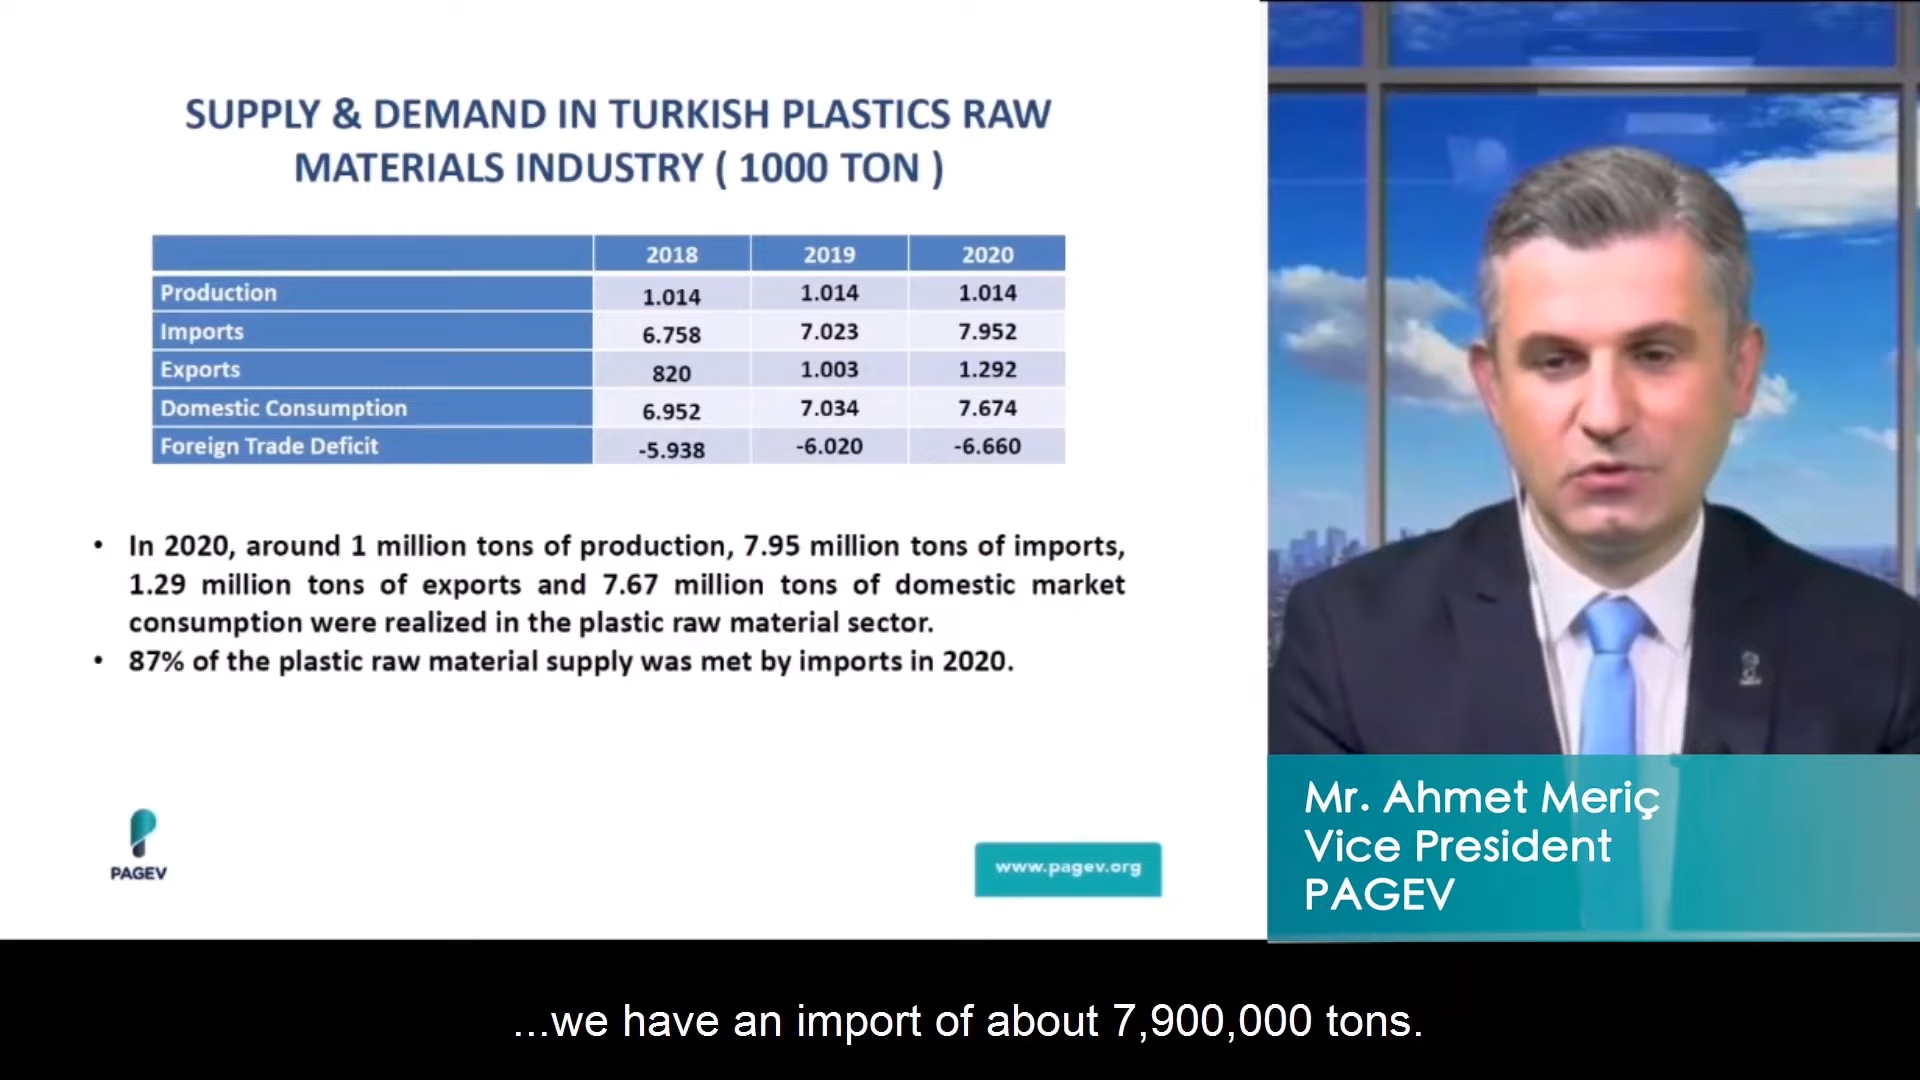 SUPPLY & DEMAND IN TURKISH PLASTICS RAW
MATERIALS INDUSTRY ( 1000 TON )
2018 2019 2020
Production 1.014 1.014 1.014
Imports 6.758 7.023 7.952
Exports 820 1.003 1.292
Domestic Consumption 6.952 7.034 7.674
Foreign Trade Deficit -5.938 -6.020 -6.660
• In 2020, around 1 million tons of production, 7.95 million tons of imports,
1.29 million tons of exports and 7.67 million tons of domestic market
consumption were realized in the plastic raw material sector.
• 87% of the plastic raw material supply was met by imports in 2020.
PAGEV
www.pagev.org
Mr. Ahmet Meriç
Vice President
PAGEV
...we have an import of about 7,900,000 tons.